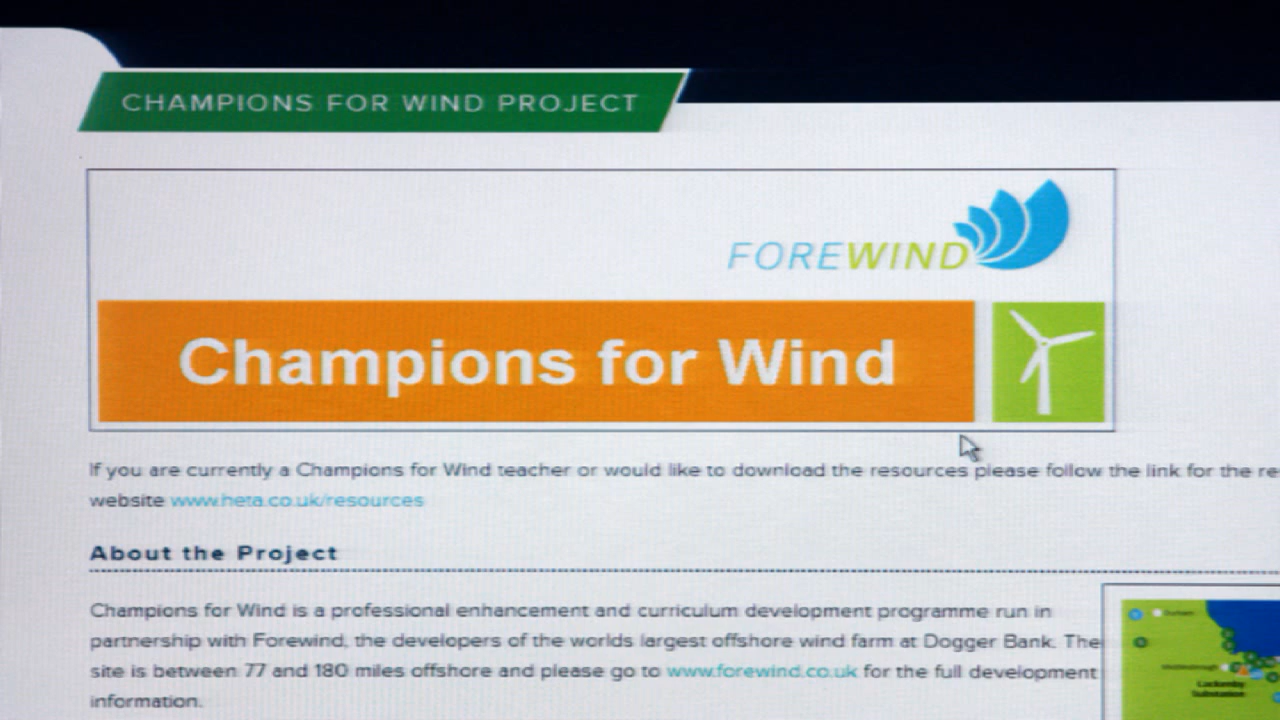 CHAMPIONS FOR WIND PROJECT
FOREWIND
Champions for Wind
If you are currently a Champions for Wind teacher or would like to download the resources please follow the link for the re
website www.heta.co.uk/resources
About the Project
Champions for Wind is a professional enhancement and curriculum development programme run in
partnership with Forewind, the developers of the worlds largest offshore wind farm at Dogger Bank. The
site is between 77 and 180 miles offshore and please go to www.forewind.co.uk for the full development
information.
Durham
Lackenby
Substation